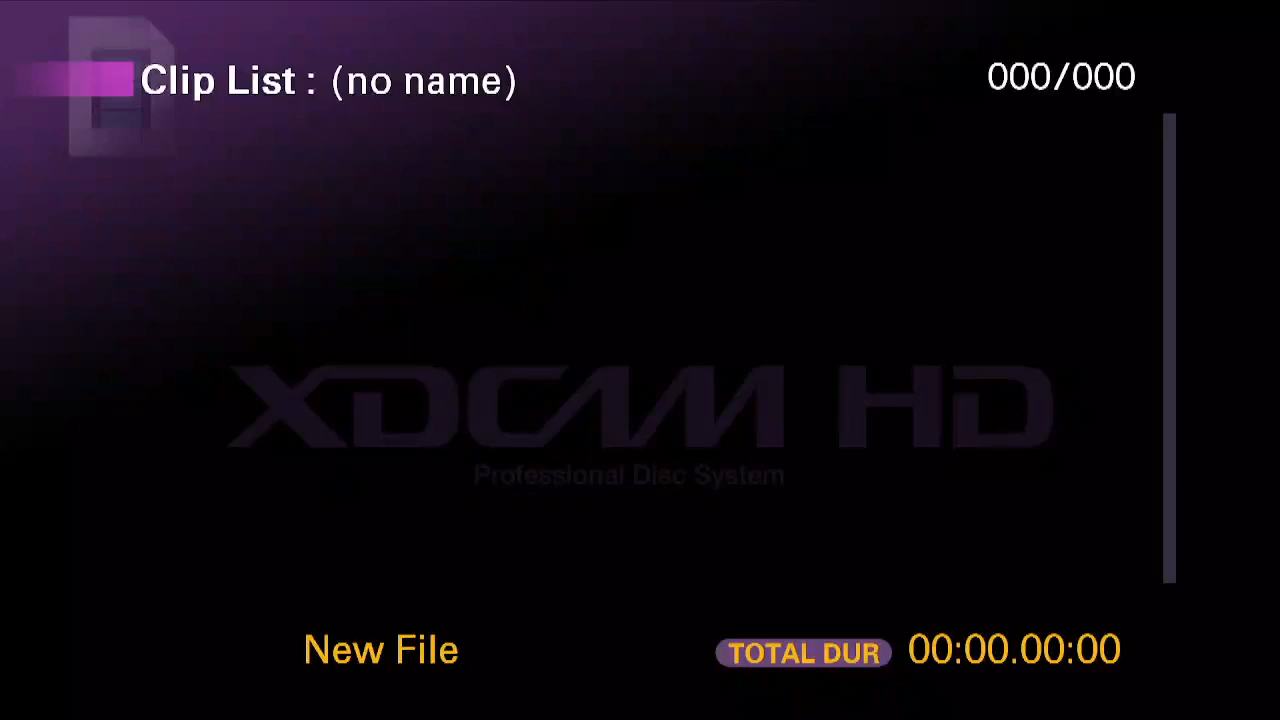 Clip List : (no name) 000/000
XDCAM HD
Professional Disc System
New File TOTAL DUR 00:00.00:00